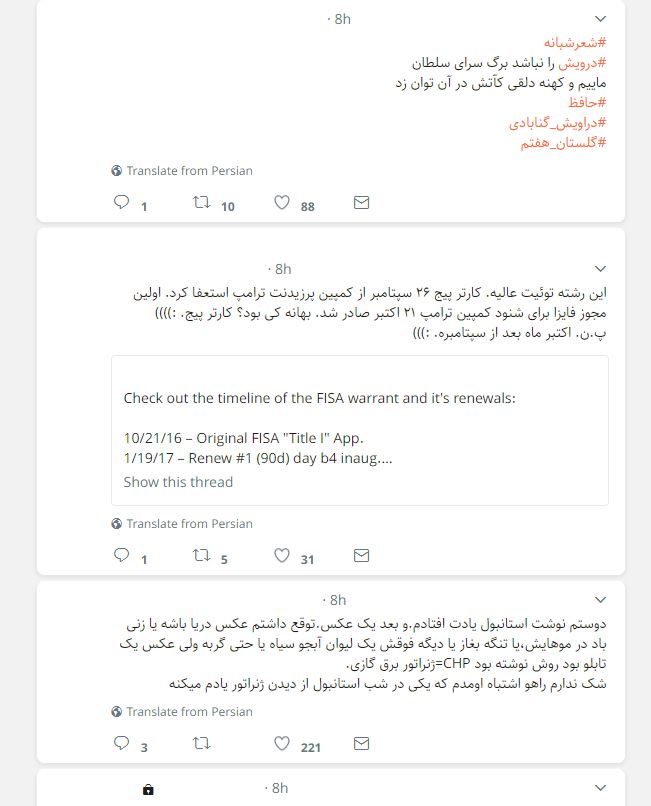 · 8h
#شعرشبانه
#درویش را نباشد برگ سرای سلطان
ماییم و کهنه دلقی کآتش در آن توان زد
#حافظ
#دراویش_گنابادی
#گلستان_هفتم
Translate from Persian
1 10 88
· 8h
این رشته توئیت عالیه. کارتر پیج ۲۶ سپتامبر از کمپین پرزیدنت ترامپ استعفا کرد. اولین
مجوز فایزا برای شنود کمپین ترامپ ۲۱ اکتبر صادر شد. بهانه کی بود؟ کارتر پیج. :))))
پ.ن. اکتبر ماه بعد از سپتامبره. :)))
Check out the timeline of the FISA warrant and it's renewals:
10/21/16 – Original FISA "Title I" App.
1/19/17 – Renew #1 (90d) day b4 inaug....
Show this thread
Translate from Persian
1 5 31
· 8h
دوستم نوشت استانبول یادت افتادم.و بعد یک عکس.توقع داشتم عکس دریا باشه یا زنی
باد در موهایش،یا تنگه بغاز یا دیگه فوقش یک لیوان آبجو سیاه یا حتی گربه ولی عکس یک
تابلو بود روش نوشته بود CHP=ژنراتور برق گازی.
شک ندارم راهو اشتباه اومدم که یکی در شب استانبول از دیدن ژنراتور یادم میکنه
Translate from Persian
3 221
· 8h